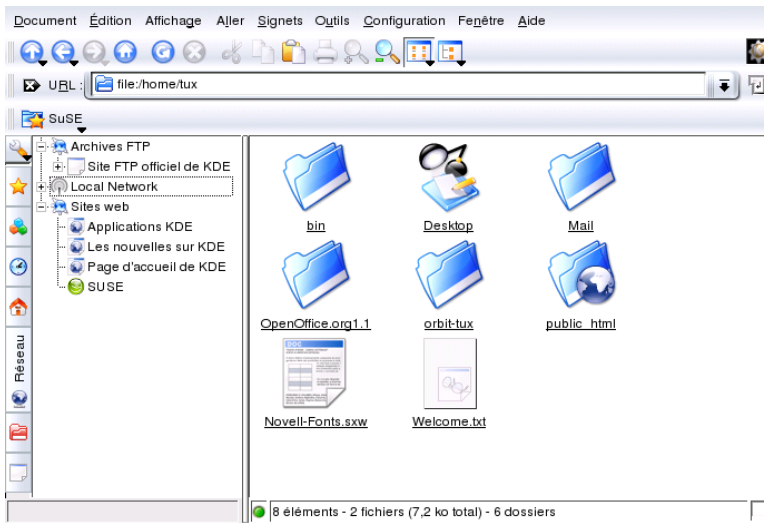 Document Édition Affichage Aller Signets Outils Configuration Fenêtre Aide
URL : file:/home/tux
SuSE
Archives FTP
Site FTP officiel de KDE
Local Network
Sites web
Applications KDE
Les nouvelles sur KDE
Page d'accueil de KDE
SUSE
Réseau
bin Desktop Mail
OpenOffice.org1.1 orbit-tux public_html
DOC
Novell-Fonts.sxw Welcome.txt
8 éléments - 2 fichiers (7,2 ko total) - 6 dossiers